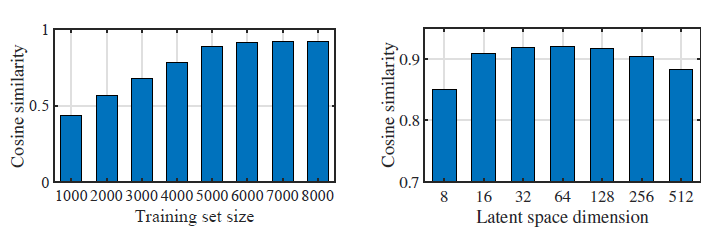 1
0.5
0
Cosine similarity
1000 2000 3000 4000 5000 6000 7000 8000
Training set size
0.9
0.8
0.7
Cosine similarity
8 16 32 64 128 256 512
Latent space dimension